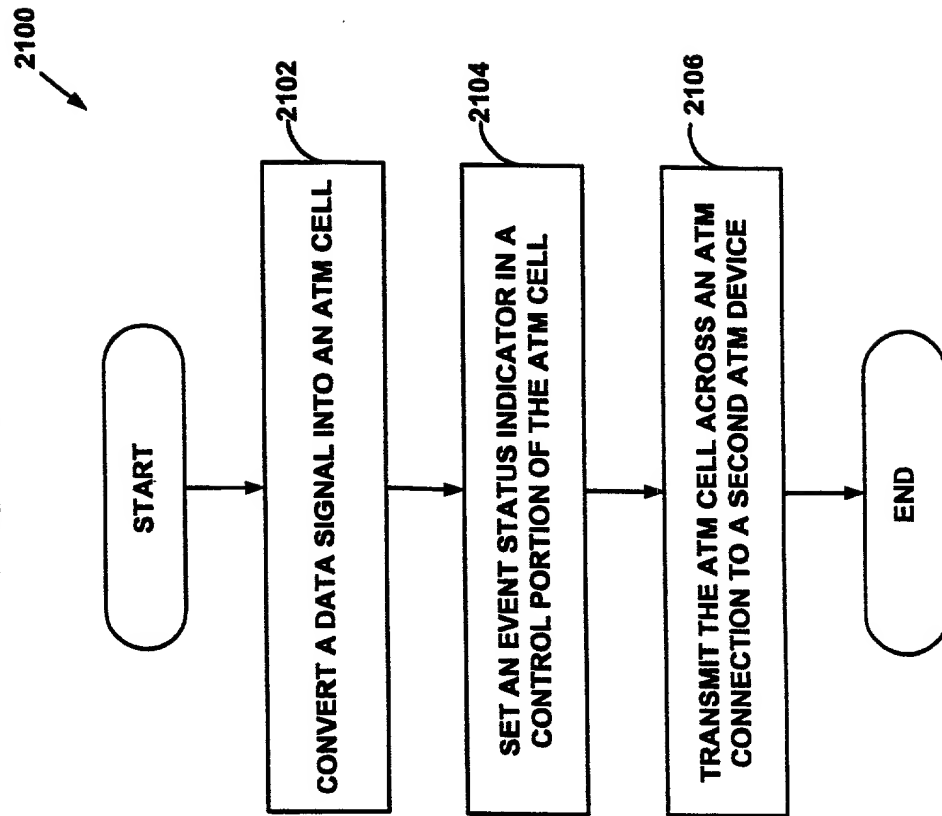 2100
START
CONVERT A DATA SIGNAL INTO AN ATM CELL
2102
SET AN EVENT STATUS INDICATOR IN A
CONTROL PORTION OF THE ATM CELL
2104
TRANSMIT THE ATM CELL ACROSS AN ATM
CONNECTION TO A SECOND ATM DEVICE
2106
END